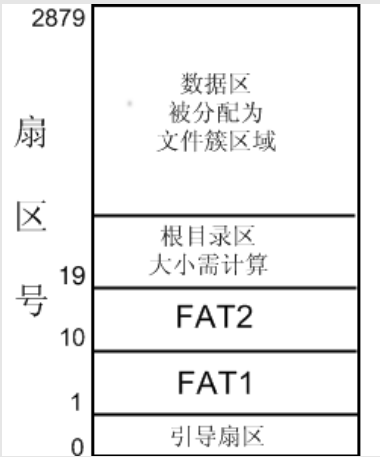 2879
数据区
被分配为
文件簇区域
扇
区
号
根目录区
大小需计算
19
FAT2
10
FAT1
1
引导扇区
0